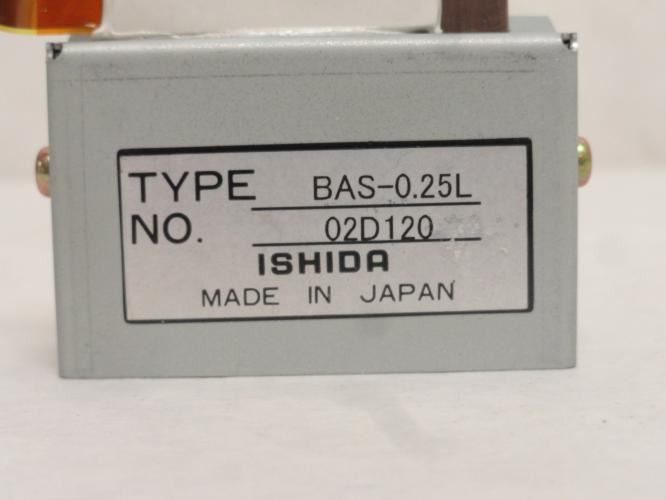 TYPE BAS-0.25L
NO. 02D120
ISHIDA
MADE IN JAPAN